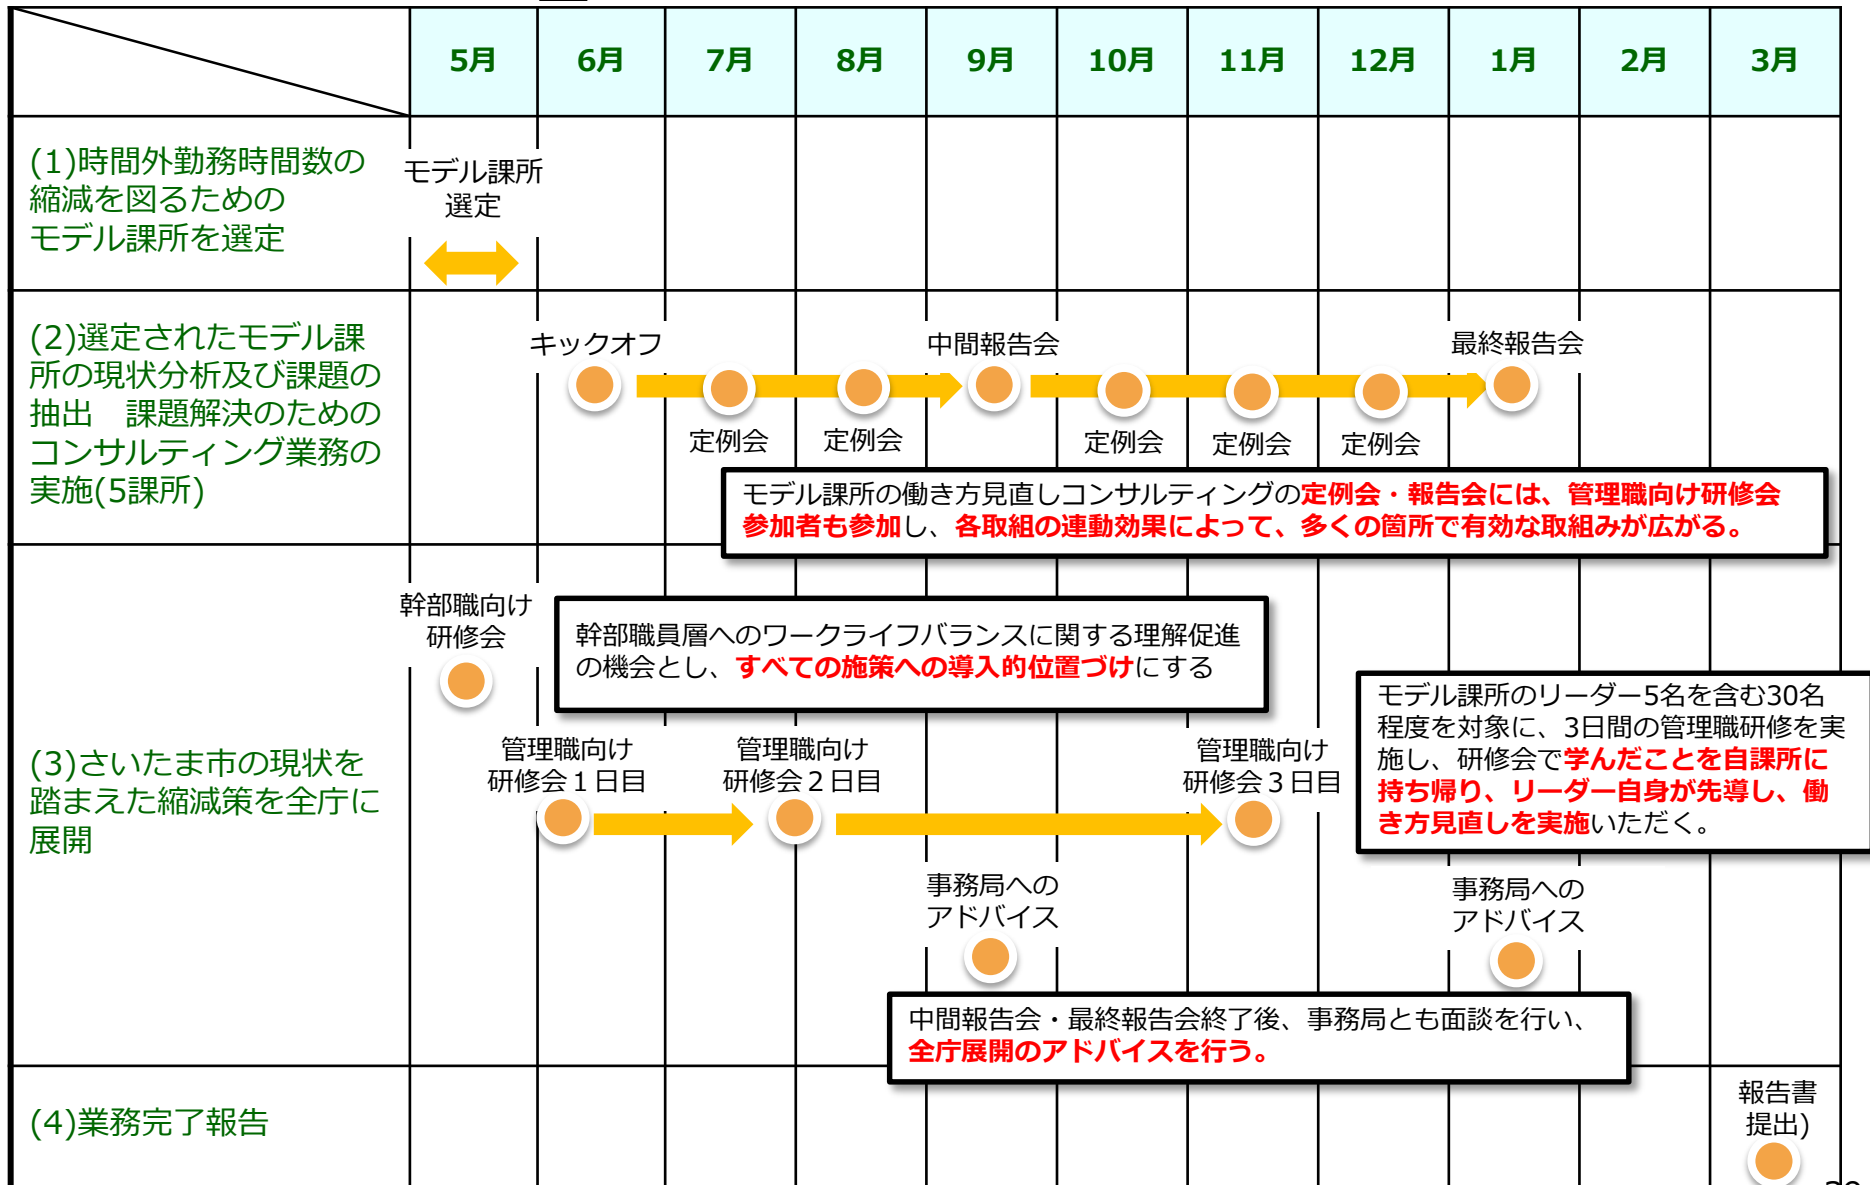 5月 6月 7月 8月 9月 10月 11月 12月 1月 2月 3月
(1)時間外勤務時間数の
縮減を図るための
モデル課所を選定
モデル課所
選定
(2)選定されたモデル課
所の現状分析及び課題の
抽出　課題解決のための
コンサルティング業務の
実施(5課所)
キックオフ
中間報告会
最終報告会
定例会
定例会
定例会
定例会
定例会
モデル課所の働き方見直しコンサルティングの定例会・報告会には、管理職向け研修会
参加者も参加し、各取組の連動効果によって、多くの箇所で有効な取組みが広がる。
(3)さいたま市の現状を
踏まえた縮減策を全庁に
展開
幹部職向け
研修会
幹部職員層へのワークライフバランスに関する理解促進
の機会とし、すべての施策への導入的位置づけにする
管理職向け
研修会１日目
管理職向け
研修会２日目
管理職向け
研修会３日目
モデル課所のリーダー5名を含む30名
程度を対象に、3日間の管理職研修を実
施し、研修会で学んだことを自課所に
持ち帰り、リーダー自身が先導し、働
き方見直しを実施いただく。
事務局への
アドバイス
事務局への
アドバイス
中間報告会・最終報告会終了後、事務局とも面談を行い、
全庁展開のアドバイスを行う。
(4)業務完了報告
報告書
提出)